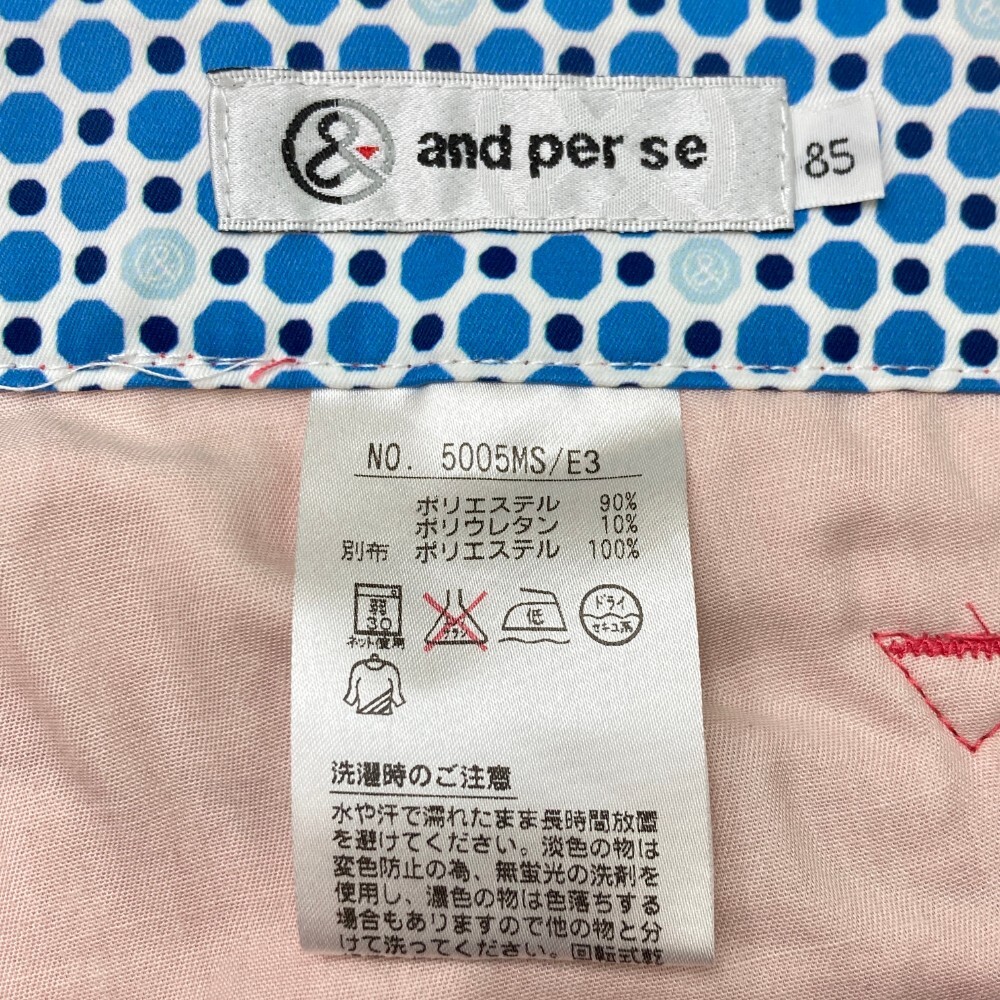 & and per se
85
NO. 5005MS/E3
ポリエステル 90%
ポリウレタン 10%
別布 ポリエステル 100%
弱
30
ネット使用
エンソサラシ
低
ドライ
セキユ系
洗濯時のご注意
水や汗で濡れたまま長時間放置
を避けてください。淡色の物は
変色防止の為、無蛍光の洗剤を
使用し、濃色の物は色落ちする
場合もありますので他の物と分
けて洗ってください。回転式乾